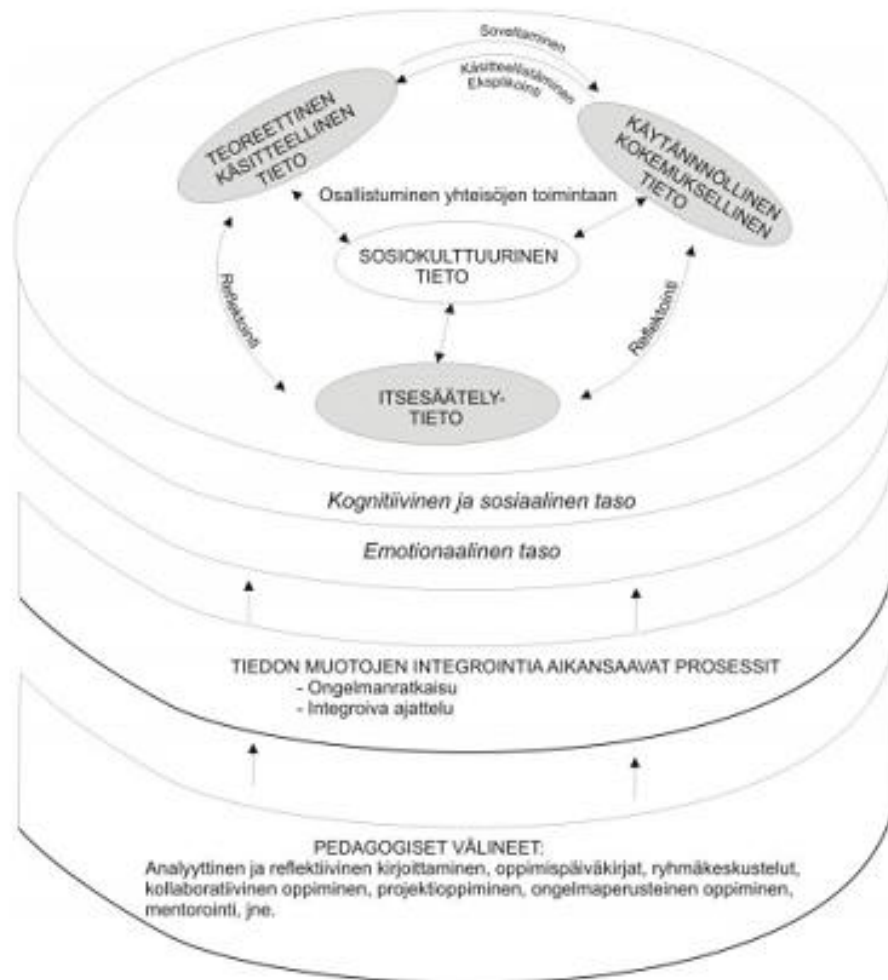 Soveltaminen
Käsitteellistäminen
Eksplikointi
TEOREETTINEN
KÄSITTEELLINEN
TIETO
KÄYTÄNNNÖLLINEN
KOKEMUKSELLINEN
TIETO
Osallistuminen yhteisöjen toimintaan
SOSIOKULTTUURINEN
TIETO
Reflektointi
Reflektointi
ITSESÄÄTELY-
TIETO
Kognitiivinen ja sosiaalinen taso
Emotionaalinen taso
TIEDON MUOTOJEN INTEGROINTIA AIKANSAAVAT PROSESSIT
- Ongelmanratkaisu
- Integroiva ajattelu
PEDAGOGISET VÄLINEET:
Analyyttinen ja reflektiivinen kirjoittaminen, oppimispäiväkirjat, ryhmäkeskustelut,
kollaboratiivinen oppiminen, projektioppiminen, ongelmaperusteinen oppiminen,
mentorointi, jne.